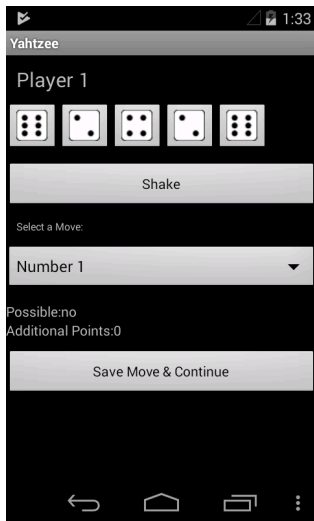 1:33
Yahtzee
Player 1
Shake
Select a Move:
Number 1
Possible:no
Additional Points:0
Save Move & Continue